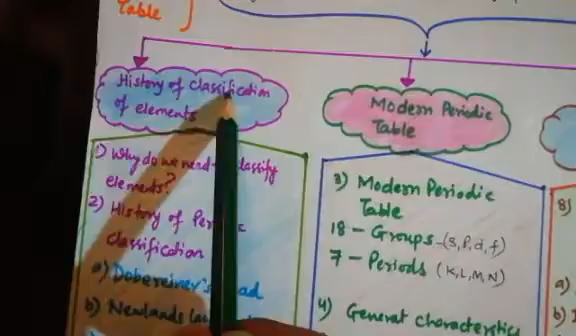 Table
History of classification
of elements
Modern Periodic
Table
1) Why do we need classify
elements?
2) History of
classification
a) Dobereiner's
b) Newlands
3) Modern Periodic
Table
18 - Groups - (s, p, d, f)
7 - Periods (K, L, M, N)
4) General characteristics
8)
a)
b)